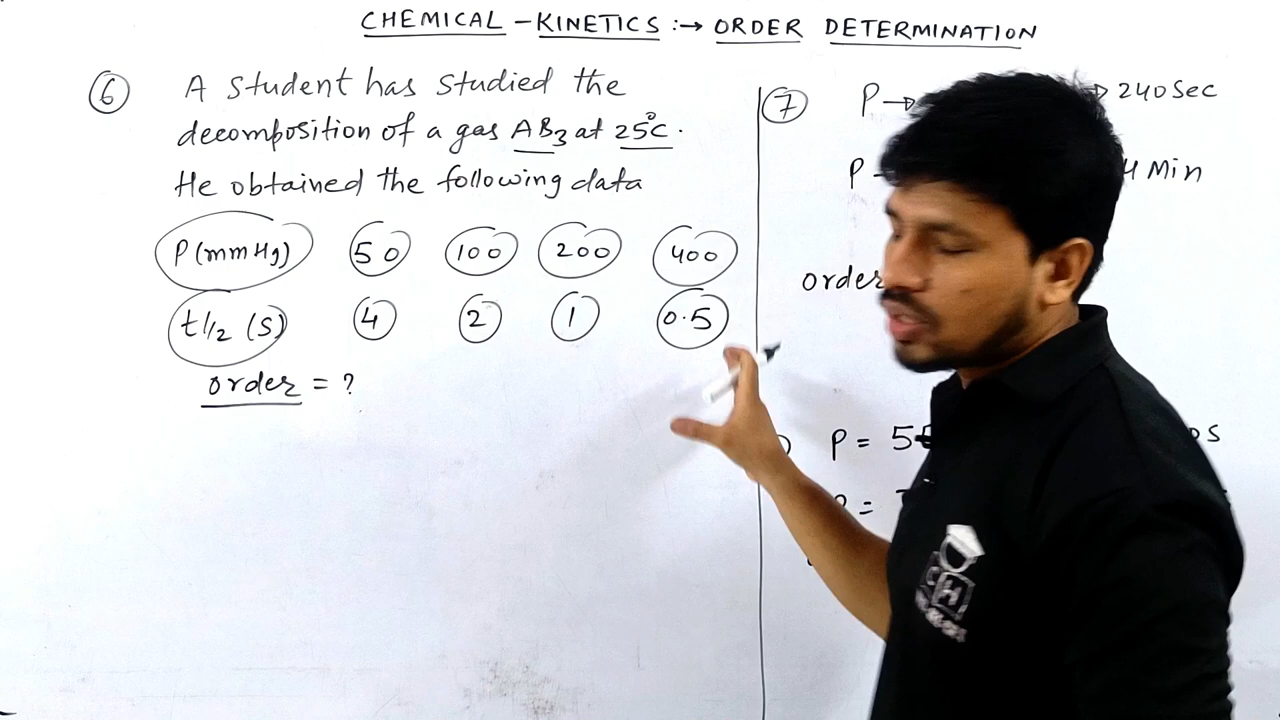 CHEMICAL - KINETICS :→ ORDER DETERMINATION
⑥ A student has studied the
decomposition of a gas AB₃ at 25°C.
He obtained the following data
P(mmHg) 50 100 200 400
t1/2 (s) 4 2 1 0.5
order = ?
⑦ P → → 240 Sec
P - 4 Min
order
P = 5
=
CH